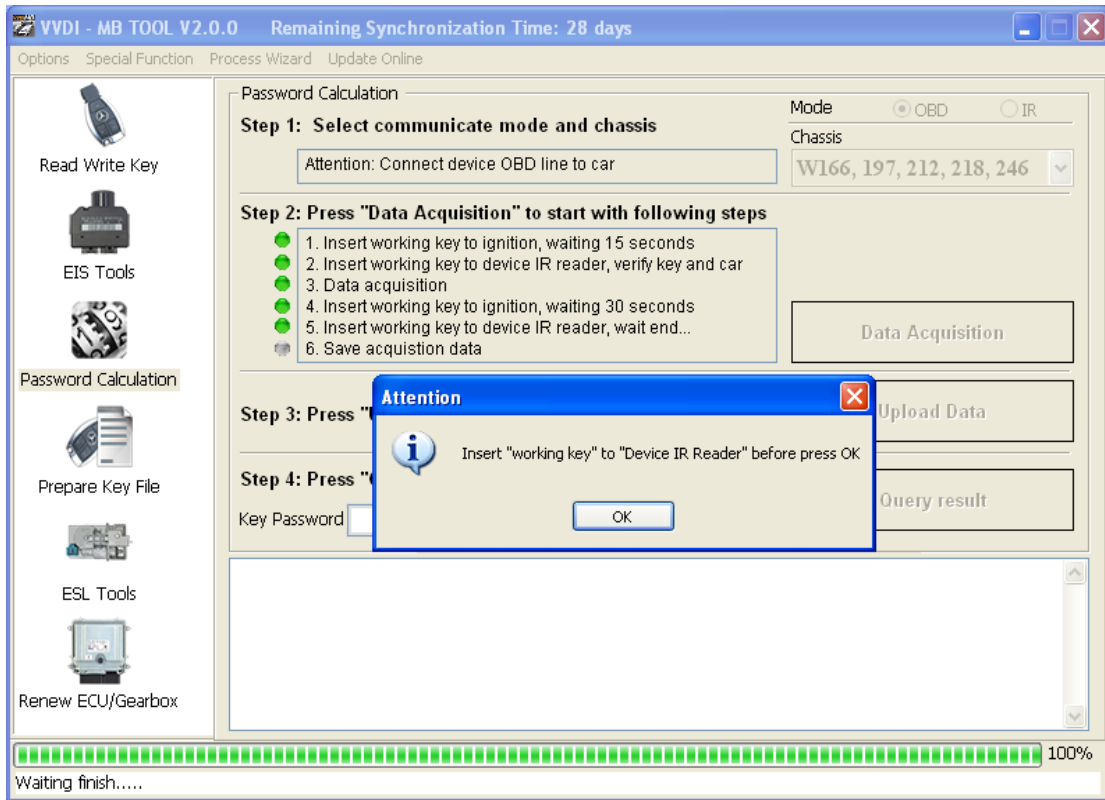 VVDI - MB TOOL V2.0.0 Remaining Synchronization Time: 28 days
Options Special Function Process Wizard Update Online
Read Write Key
EIS Tools
Password Calculation
Prepare Key File
ESL Tools
Renew ECU/Gearbox
Password Calculation
Step 1: Select communicate mode and chassis
Attention: Connect device OBD line to car
Mode OBD IR
Chassis
W166, 197, 212, 218, 246
Step 2: Press "Data Acquisition" to start with following steps
1. Insert working key to ignition, waiting 15 seconds
2. Insert working key to device IR reader, verify key and car
3. Data acquisition
4. Insert working key to ignition, waiting 30 seconds
5. Insert working key to device IR reader, wait end...
6. Save acquistion data
Data Acquisition
Step 3: Press
Upload Data
Step 4: Press
Key Password
Query result
Attention
Insert "working key" to "Device IR Reader" before press OK
OK
100%
Waiting finish.....